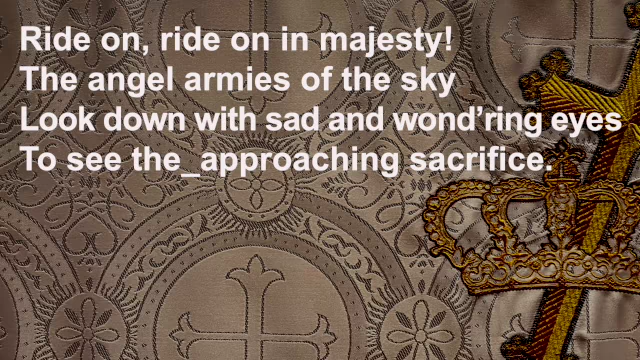 Ride on, ride on in majesty!
The angel armies of the sky
Look down with sad and wond’ring eyes
To see the_approaching sacrifice.